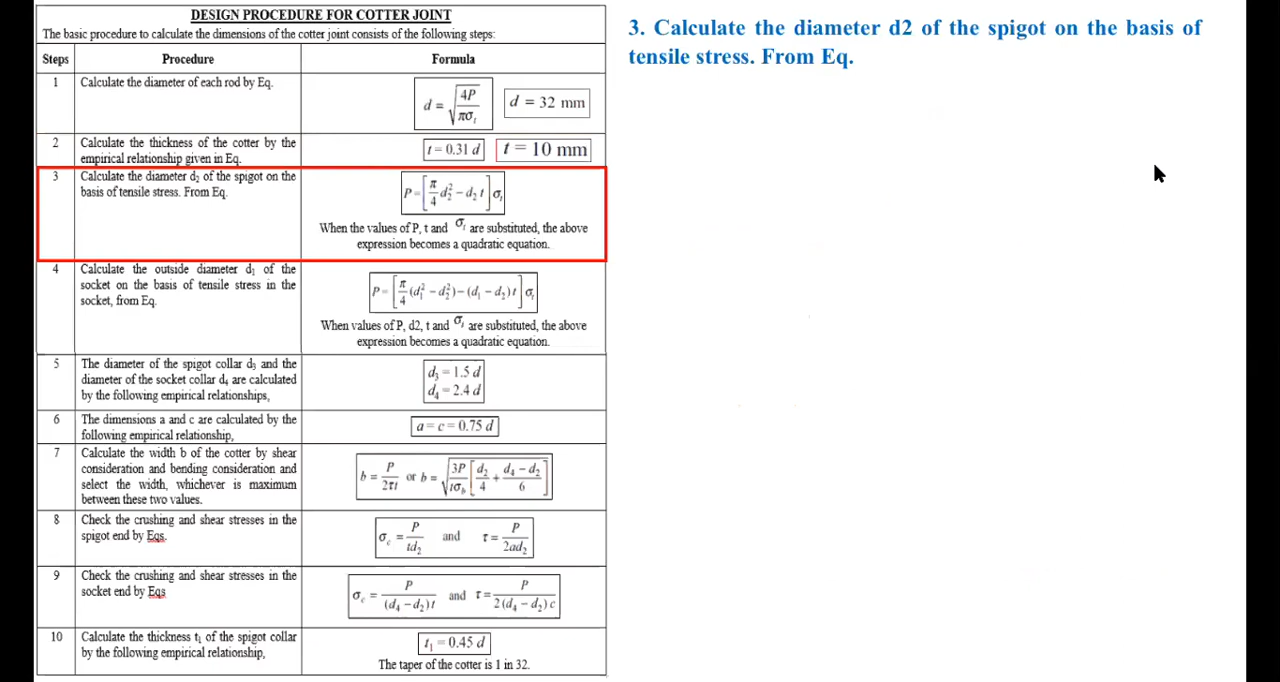 DESIGN PROCEDURE FOR COTTER JOINT
The basic procedure to calculate the dimensions of the cotter joint consists of the following steps:
Steps Procedure Formula
1 Calculate the diameter of each rod by Eq.
d = √(4P/πσₜ) d = 32 mm
2 Calculate the thickness of the cotter by the
empirical relationship given in Eq.
t = 0.31 d t = 10 mm
3 Calculate the diameter d₂ of the spigot on the
basis of tensile stress. From Eq.
P = [π/4 d₂² − d₂ t] σₜ
When the values of P, t and σₜ are substituted, the above
expression becomes a quadratic equation.
4 Calculate the outside diameter d₁ of the
socket on the basis of tensile stress in the
socket, from Eq.
P = [π/4 (d₁² − d₂²) − (d₁ − d₂) t] σₜ
When values of P, d2, t and σₜ are substituted, the above
expression becomes a quadratic equation.
5 The diameter of the spigot collar d₃ and the
diameter of the socket collar d₄ are calculated
by the following empirical relationships,
d₃ = 1.5 d
d₄ = 2.4 d
6 The dimensions a and c are calculated by the
following empirical relationship,
a = c = 0.75 d
7 Calculate the width b of the cotter by shear
consideration and bending consideration and
select the width, whichever is maximum
between these two values.
b = P/2τt or b = √(3P/tσ_b [d₂/4 + (d₄ − d₂)/6])
8 Check the crushing and shear stresses in the
spigot end by Eqs.
σ_c = P/td₂ and τ = P/2ad₂
9 Check the crushing and shear stresses in the
socket end by Eqs
σ_c = P/(d₄ − d₂)t and τ = P/2(d₄ − d₂)c
10 Calculate the thickness t₁ of the spigot collar
by the following empirical relationship,
t₁ = 0.45 d
The taper of the cotter is 1 in 32.
3. Calculate the diameter d2 of the spigot on the basis of
tensile stress. From Eq.